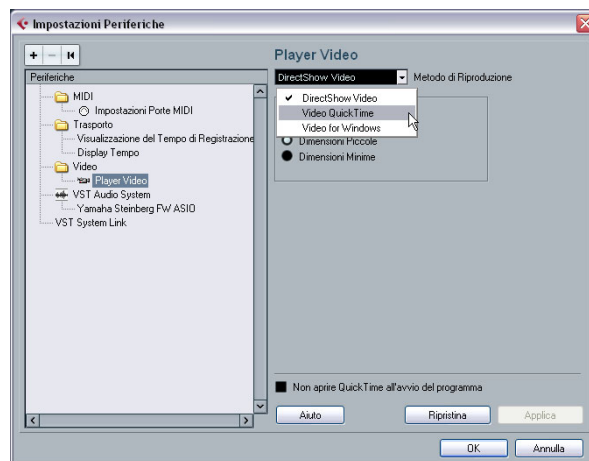 Impostazioni Periferiche
Periferiche
MIDI
Impostazioni Porte MIDI
Trasporto
Visualizzazione del Tempo di Registrazione
Display Tempo
Video
Player Video
VST Audio System
Yamaha Steinberg FW ASIO
VST System Link
Player Video
DirectShow Video
Metodo di Riproduzione
DirectShow Video
Video QuickTime
Video for Windows
Dimensioni Piccole
Dimensioni Minime
Non aprire QuickTime all'avvio del programma
Aiuto
Ripristina
Applica
OK
Annulla